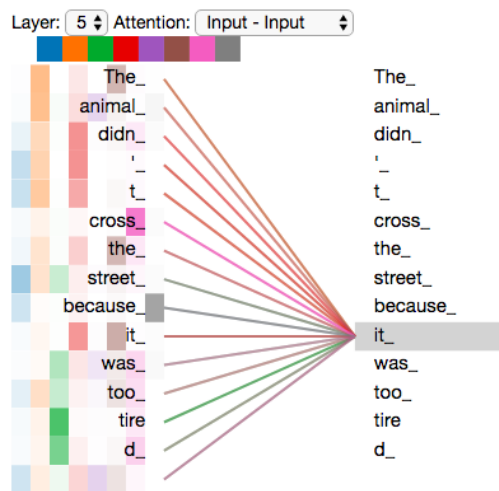 Layer: 5 Attention: Input - Input
The_ The_
animal_ animal_
didn_ didn_
'_ '_
t_ t_
cross_ cross_
the_ the_
street_ street_
because_ because_
it_ it_
was_ was_
too_ too_
tire tire
d_ d_